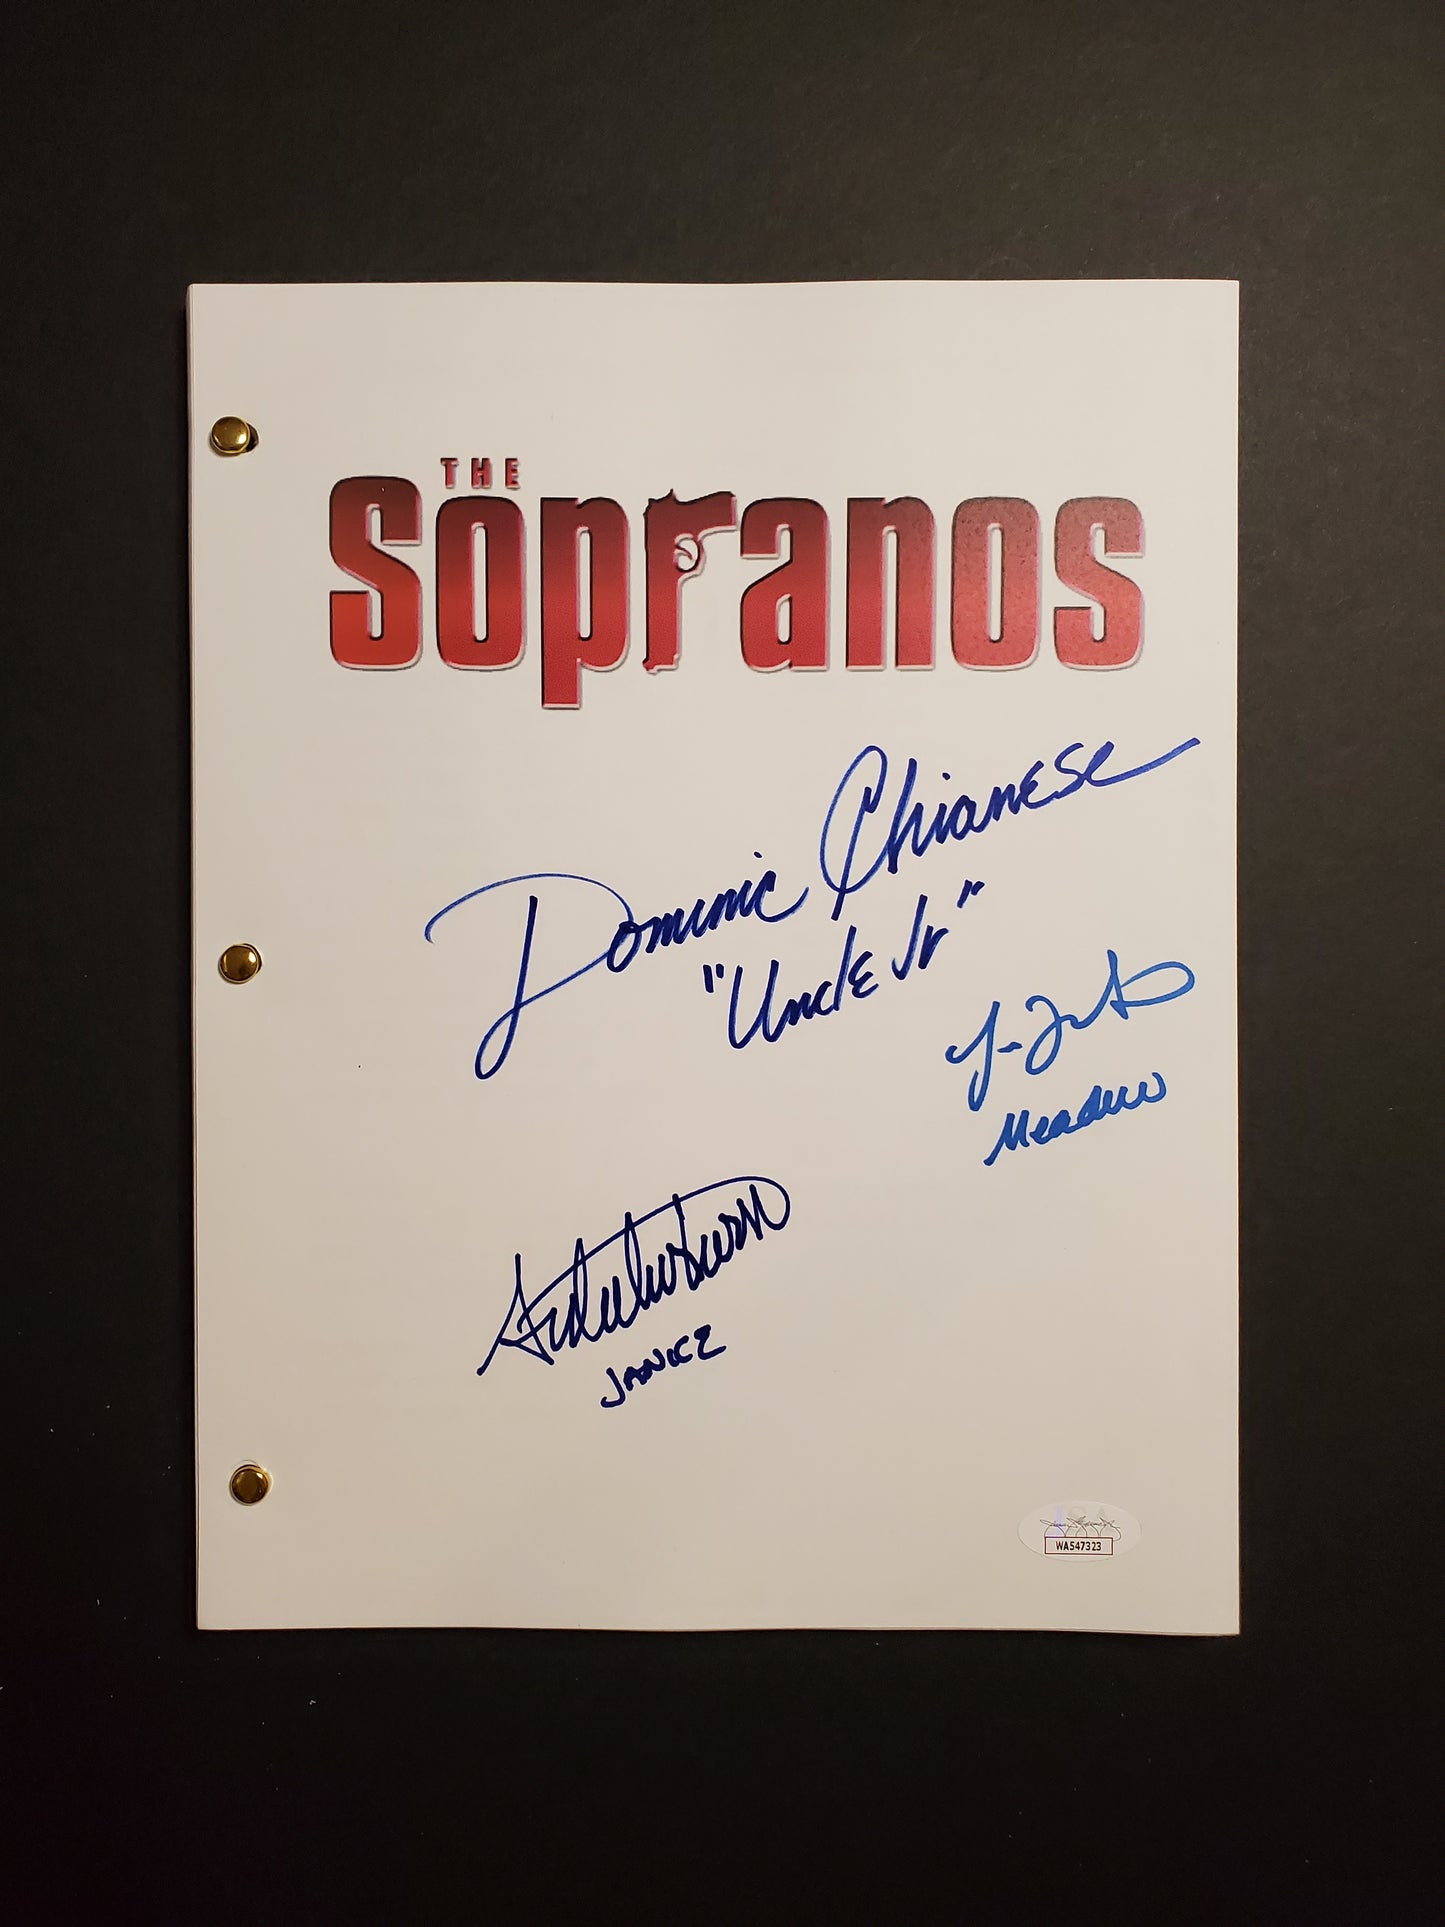 THE
Sopranos
Dominic Chianese
"Uncle Jr"
Meadow
JANICE
JSA
WA547323